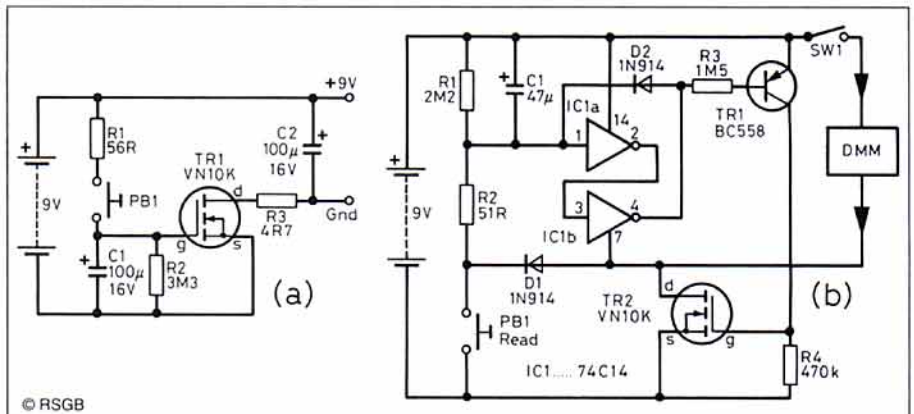 +9V
R1
56R
C2
100µ
16V
TR1
VN10K
d
9V
PB1
R3
4R7
Gnd
g
s
C1
100µ
16V
R2
3M3
(a)
© RSGB
R1
2M2
C1
47µ
D2
1N914
R3
1M5
SW1
IC1a
14
TR1
BC558
1
2
DMM
R2
51R
9V
3
4
IC1b
7
D1
1N914
d
(b)
TR2
VN10K
PB1
Read
s
g
R4
470k
IC1..... 74C14